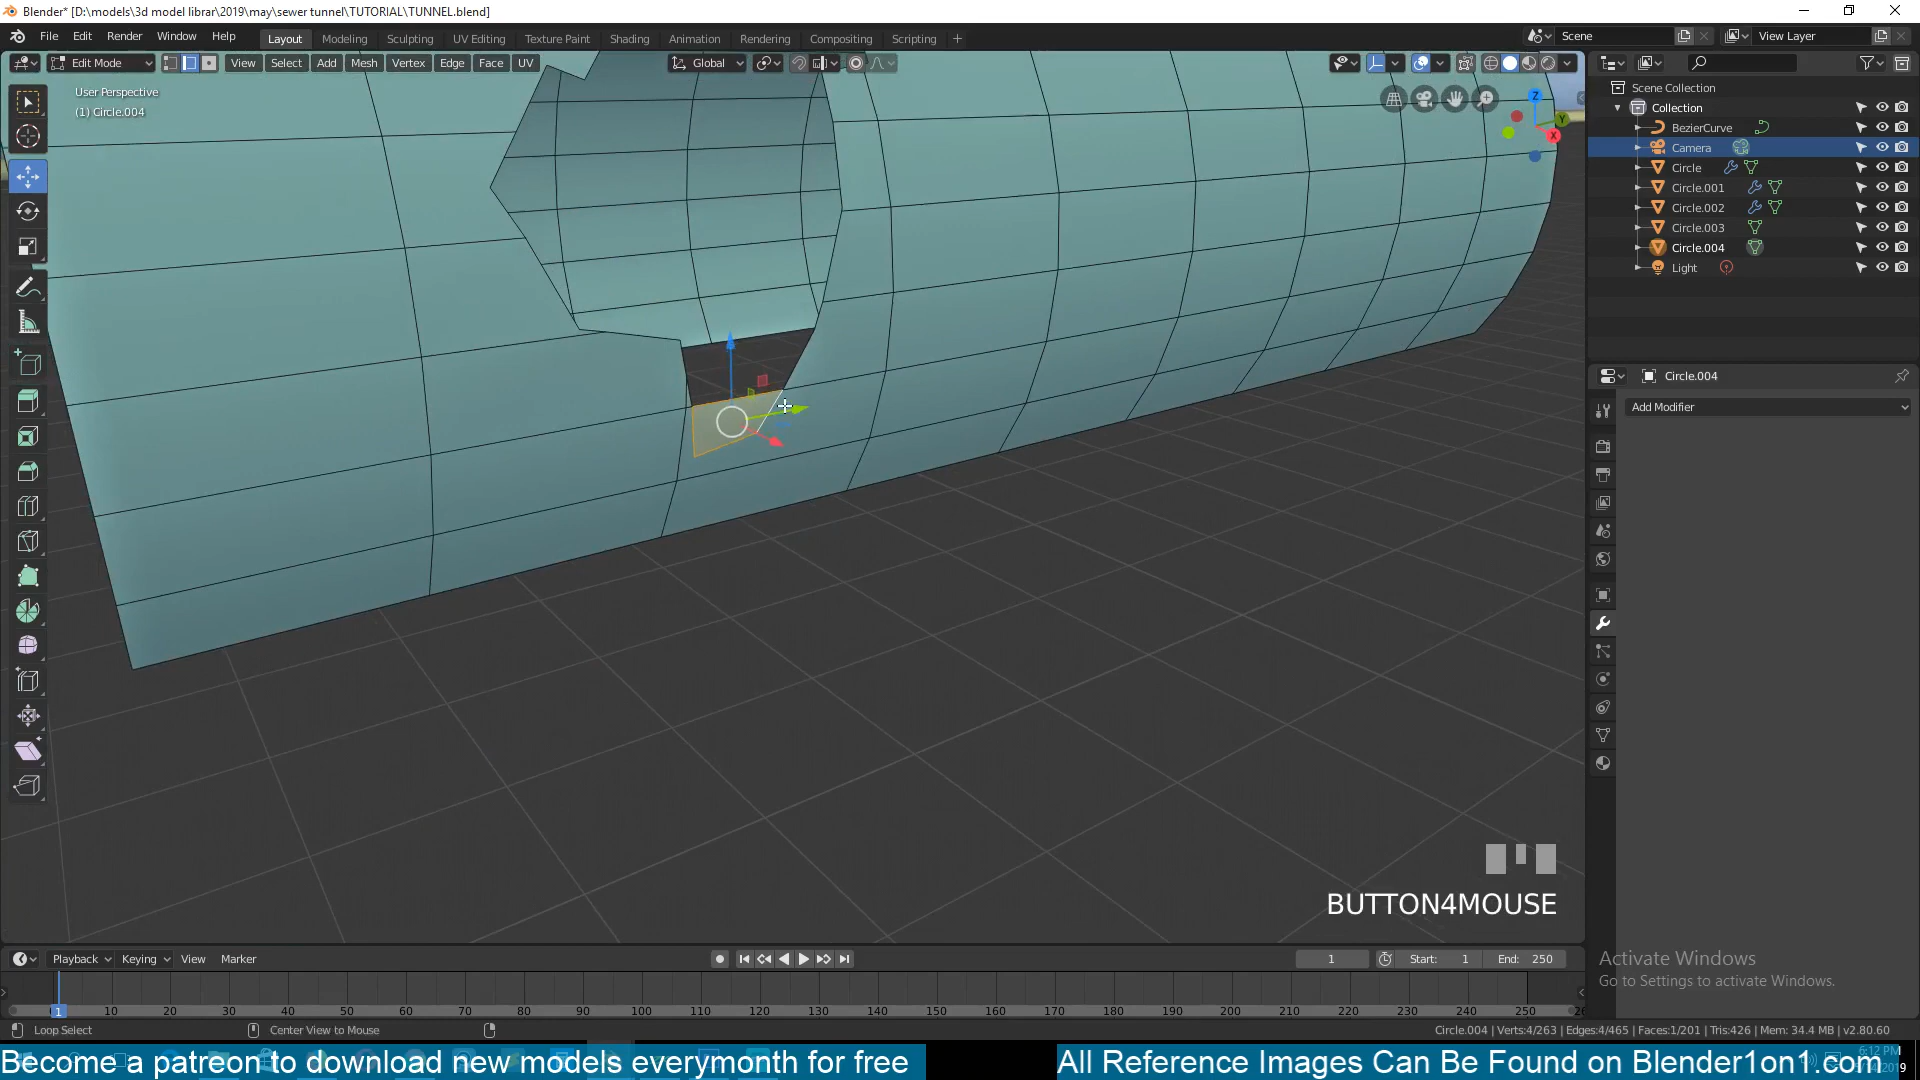 Blender* [D:\models\3d model librar\2019\may\sewer tunnel\TUTORIAL\TUNNEL.blend]
File Edit Render Window Help Layout Modeling Sculpting UV Editing Texture Paint Shading Animation Rendering Compositing Scripting + Scene View Layer
Edit Mode View Select Add Mesh Vertex Edge Face UV Global
User Perspective
(1) Circle.004
Z
Y
X
Scene Collection
Collection
BezierCurve
Camera
Circle
Circle.001
Circle.002
Circle.003
Circle.004
Light
Circle.004
Add Modifier
BUTTON4MOUSE
Activate Windows
Go to Settings to activate Windows.
Playback Keying View Marker 1 Start: 1 End: 250
1 10 20 30 40 50 60 70 80 90 100 110 120 130 140 150 160 170 180 190 200 210 220 230 240 250
Loop Select Center View to Mouse Circle.004 | Verts:4/263 | Edges:4/465 | Faces:1/201 | Tris:426 | Mem: 34.4 MB | v2.80.60
Become a patreon to download new models everymonth for free All Reference Images Can Be Found on Blender1on1.com